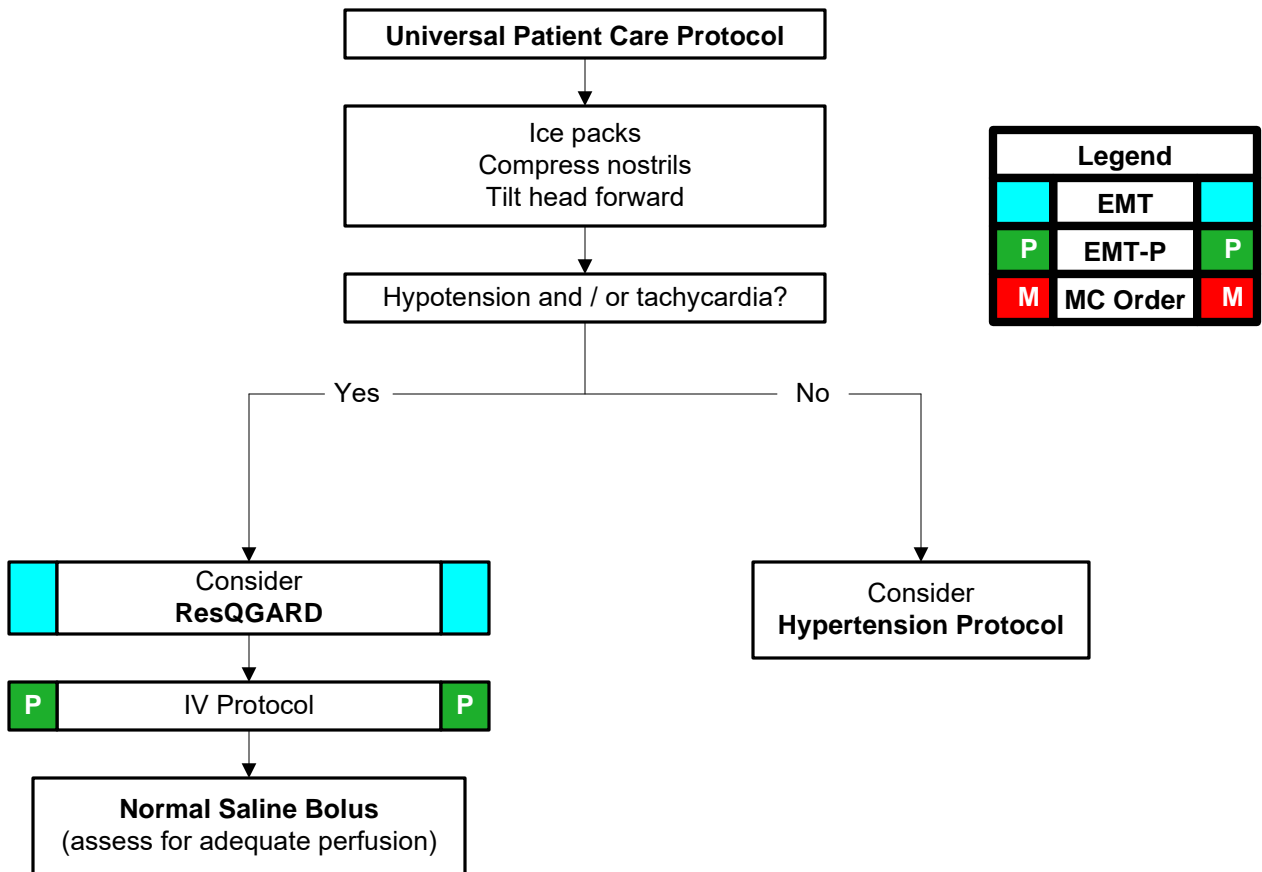 Universal Patient Care Protocol
Ice packs
Compress nostrils
Tilt head forward
Legend
EMT
P EMT-P P
M MC Order M
Hypotension and / or tachycardia?
Yes
No
Consider
ResQGARD
Consider
Hypertension Protocol
P IV Protocol P
Normal Saline Bolus
(assess for adequate perfusion)